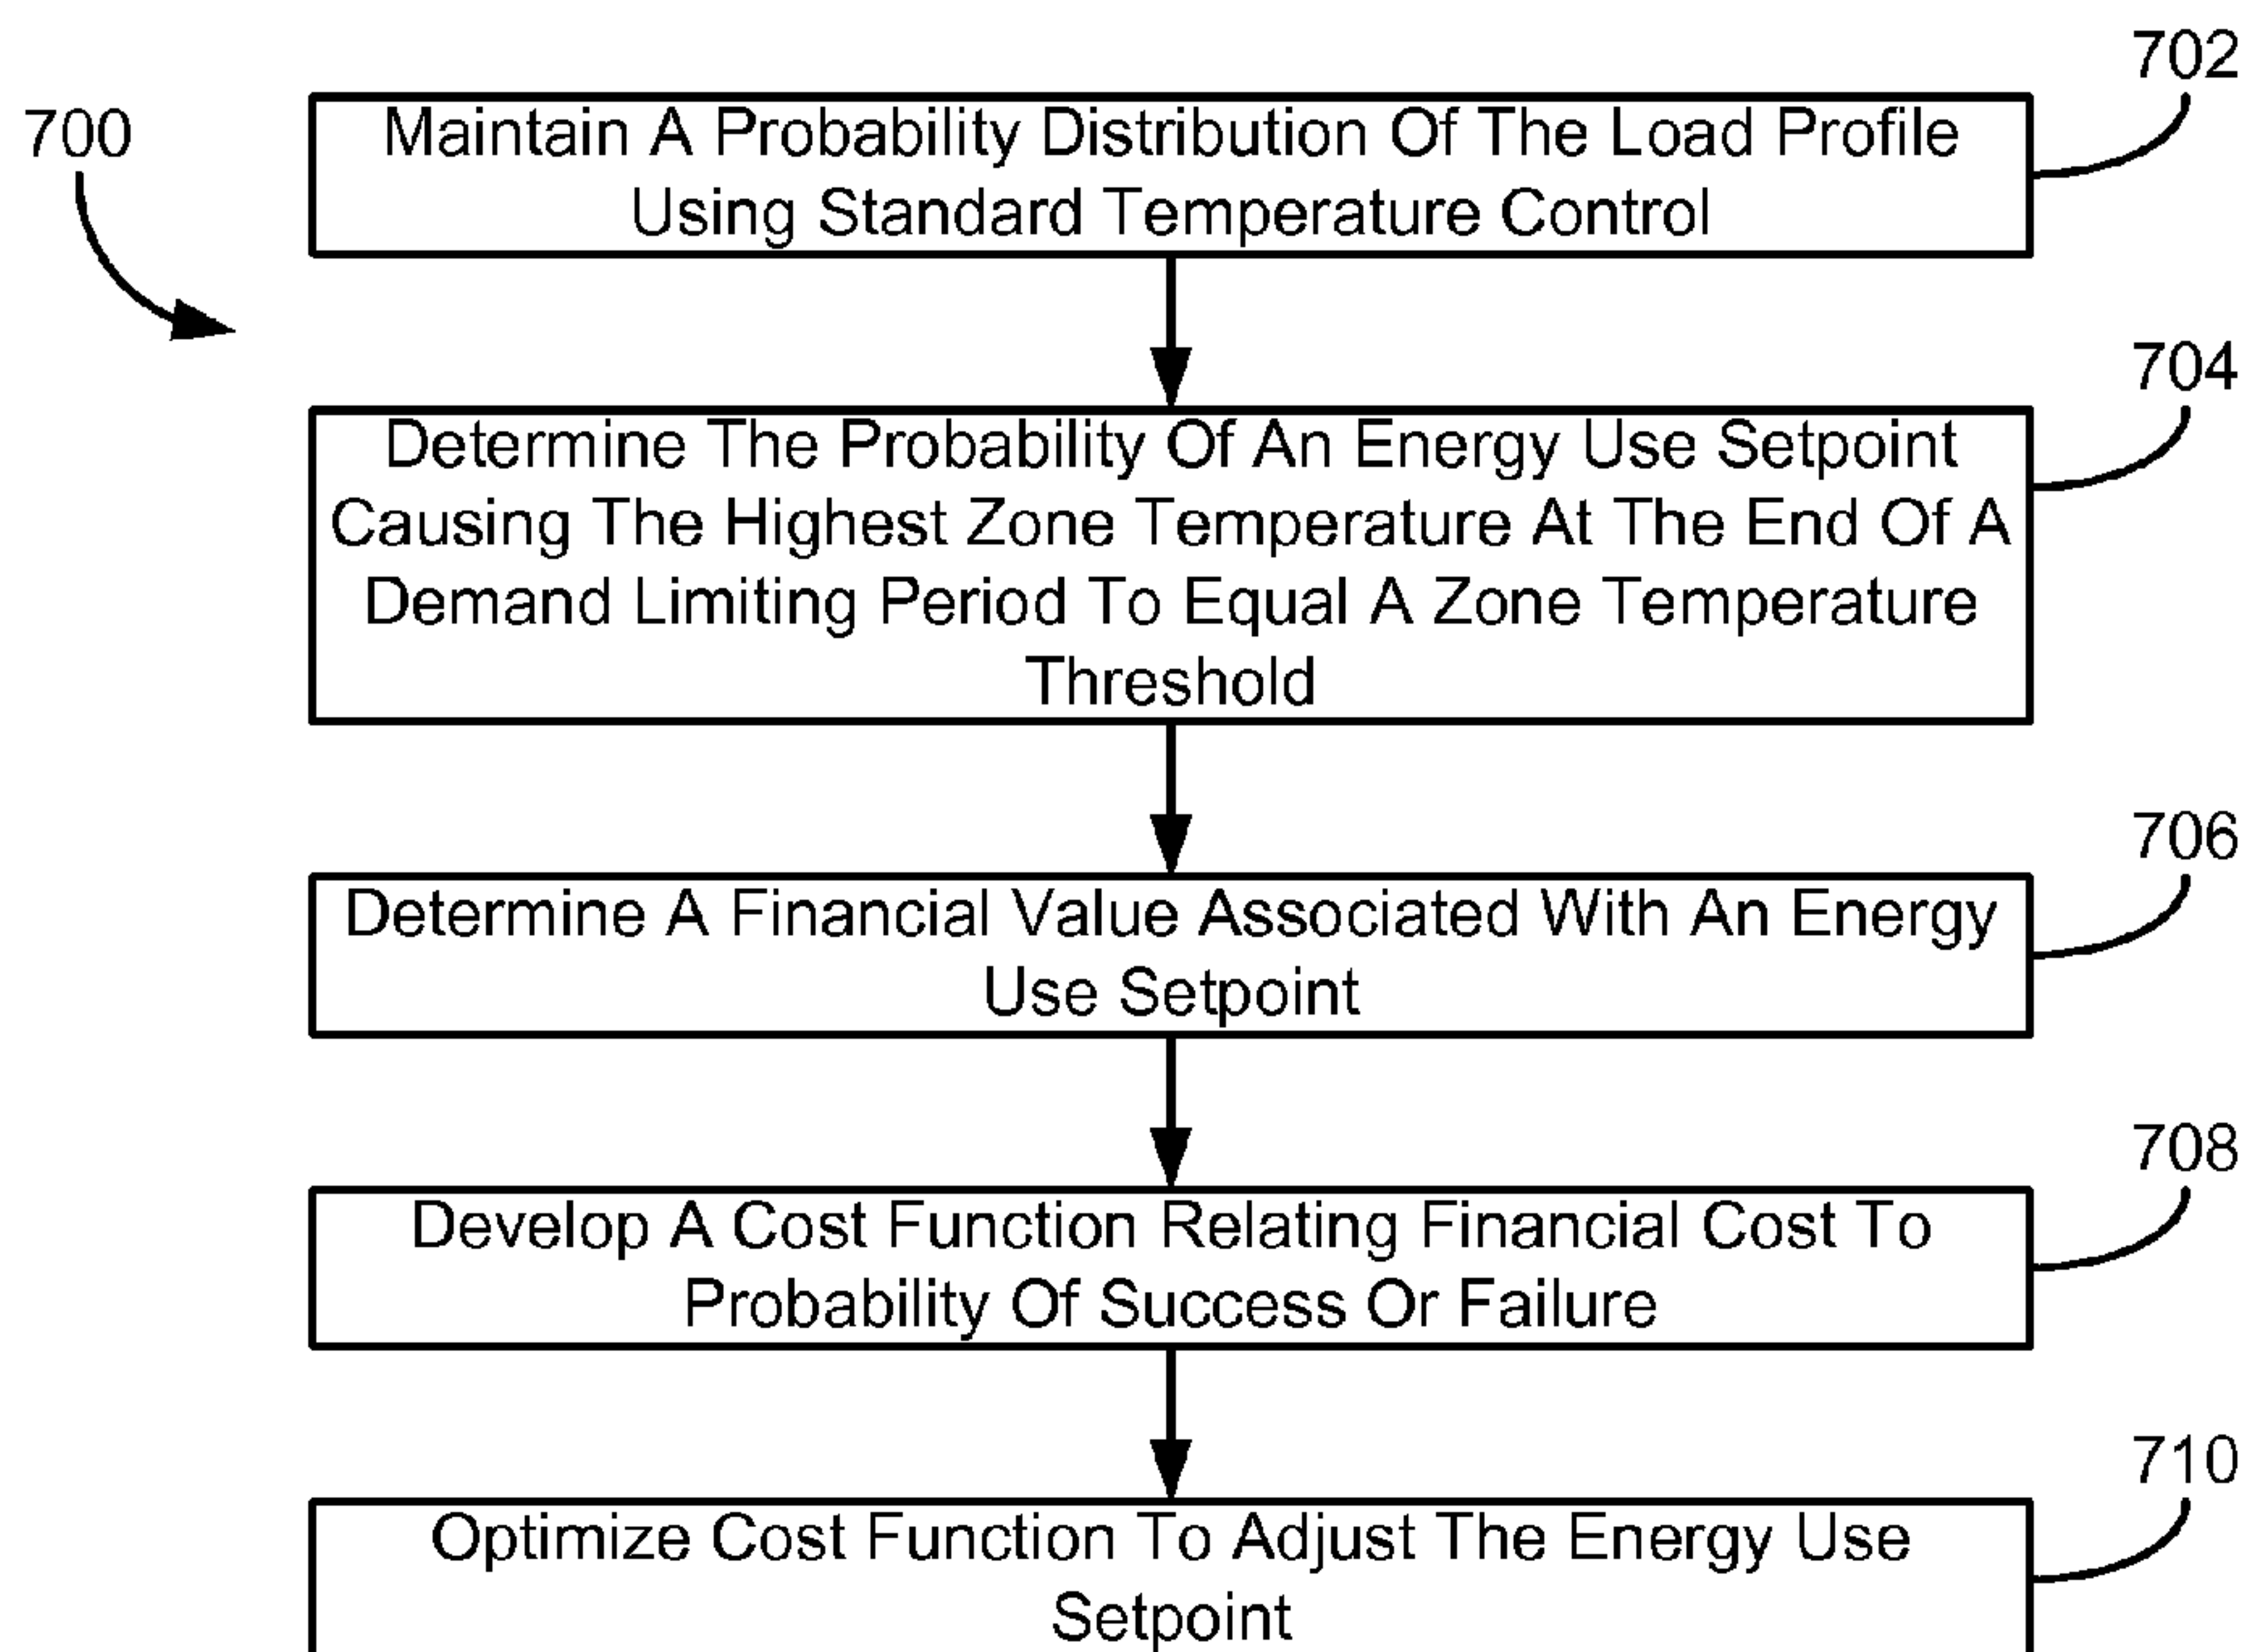 702
700
Maintain A Probability Distribution Of The Load Profile
Using Standard Temperature Control
704
Determine The Probability Of An Energy Use Setpoint
Causing The Highest Zone Temperature At The End Of A
Demand Limiting Period To Equal A Zone Temperature
Threshold
706
Determine A Financial Value Associated With An Energy
Use Setpoint
708
Develop A Cost Function Relating Financial Cost To
Probability Of Success Or Failure
710
Optimize Cost Function To Adjust The Energy Use
Setpoint